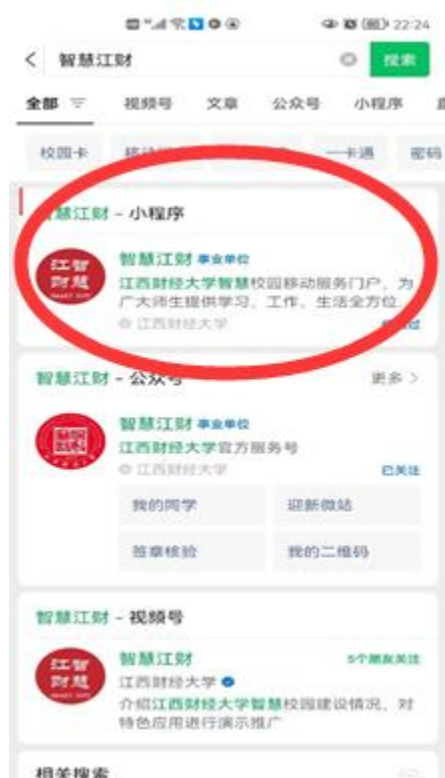 22:24
智慧江财
搜索
全部 视频号 文章 公众号 小程序
校园卡 一卡通 密码
智慧江财 - 小程序
智慧江财 事业单位
江西财经大学智慧校园移动服务门户，为
广大师生提供学习、工作、生活全方位
江西财经大学
智慧江财 - 公众号 更多
智慧江财 事业单位
江西财经大学官方服务号
江西财经大学 已关注
我的同学 迎新微站
签章核验 我的二维码
智慧江财 - 视频号
江智
财慧
智慧江财 5个朋友关注
江西财经大学
介绍江西财经大学智慧校园建设情况，对
特色应用进行演示推广
相关搜索